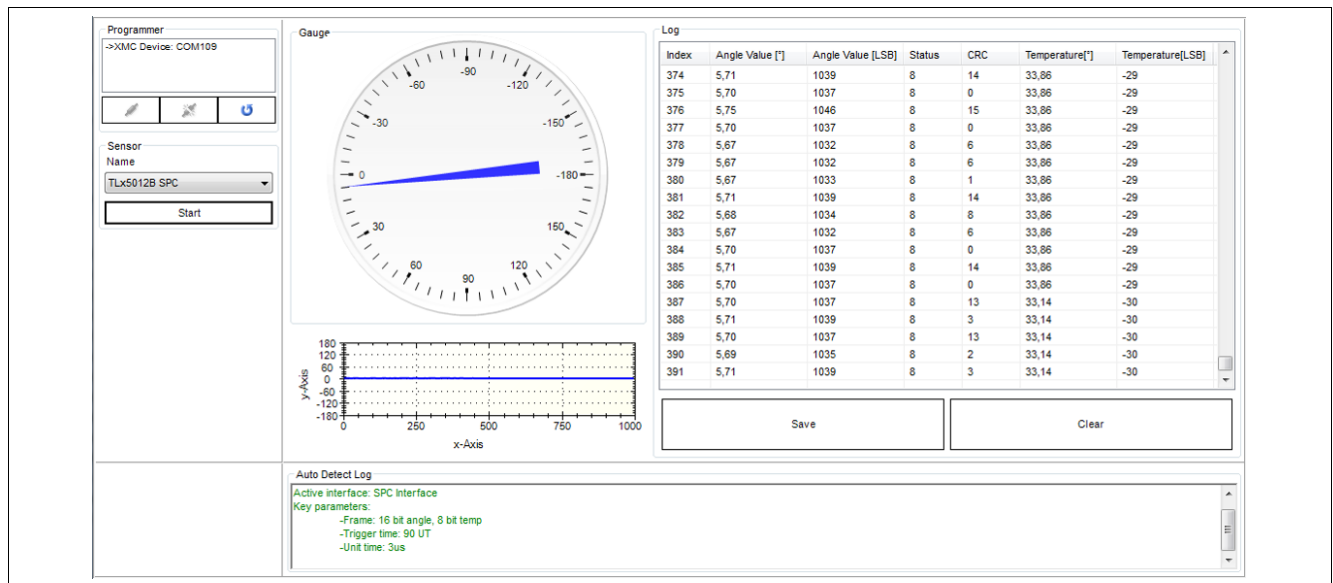 Programmer
->XMC Device: COM109
Sensor
Name
TLx5012B SPC
Start
Gauge
-90
-60 -120
-30 -150
0 -180
30 150
60 120
90
180
120
60
0
-60
-120
-180
y-Axis
0 250 500 750 1000
x-Axis
Log
Index Angle Value [°] Angle Value [LSB] Status CRC Temperature[°] Temperature[LSB]
374 5,71 1039 8 14 33,86 -29
375 5,70 1037 8 0 33,86 -29
376 5,75 1046 8 15 33,86 -29
377 5,70 1037 8 0 33,86 -29
378 5,67 1032 8 6 33,86 -29
379 5,67 1032 8 6 33,86 -29
380 5,67 1033 8 1 33,86 -29
381 5,71 1039 8 14 33,86 -29
382 5,68 1034 8 8 33,86 -29
383 5,67 1032 8 6 33,86 -29
384 5,70 1037 8 0 33,86 -29
385 5,71 1039 8 14 33,86 -29
386 5,70 1037 8 0 33,86 -29
387 5,70 1037 8 13 33,14 -30
388 5,71 1039 8 3 33,14 -30
389 5,70 1037 8 13 33,14 -30
390 5,69 1035 8 2 33,14 -30
391 5,71 1039 8 3 33,14 -30
Save Clear
Auto Detect Log
Active interface: SPC Interface
Key parameters:
-Frame: 16 bit angle, 8 bit temp
-Trigger time: 90 UT
-Unit time: 3us